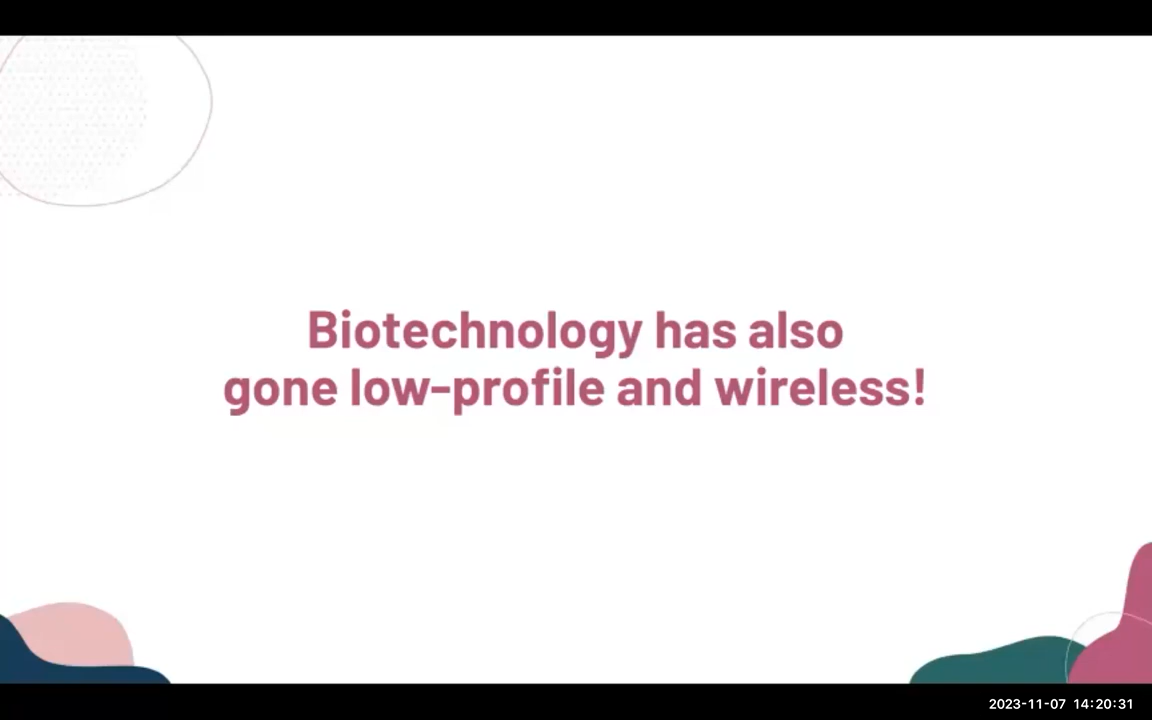 Biotechnology has also
gone low-profile and wireless!
2023-11-07 14:20:31